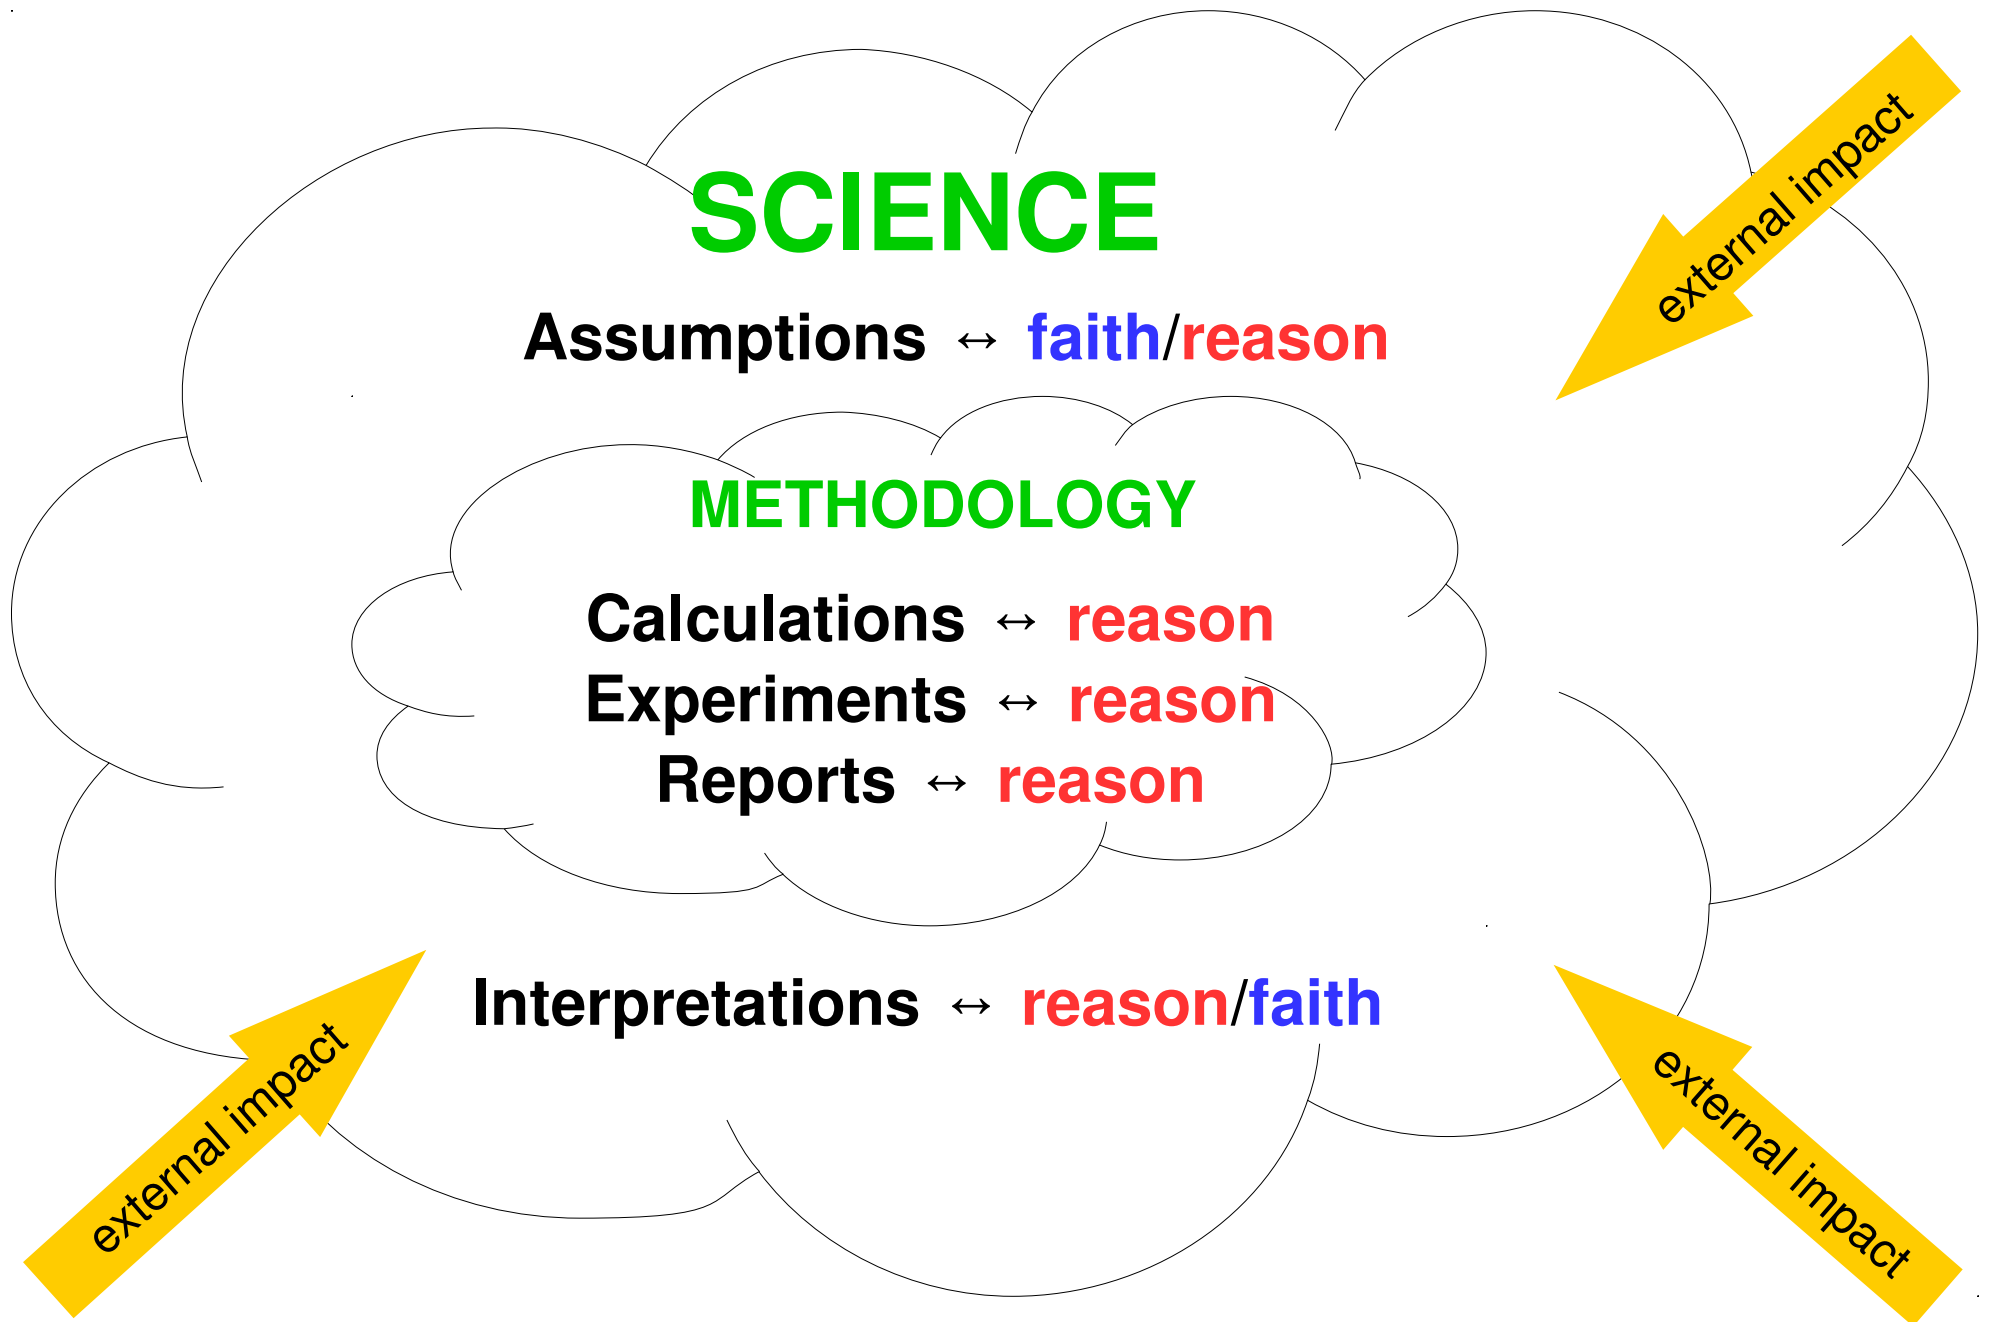 SCIENCE
external impact
Assumptions ↔ faith/reason
METHODOLOGY
Calculations ↔ reason
Experiments ↔ reason
Reports ↔ reason
Interpretations ↔ reason/faith
external impact
external impact